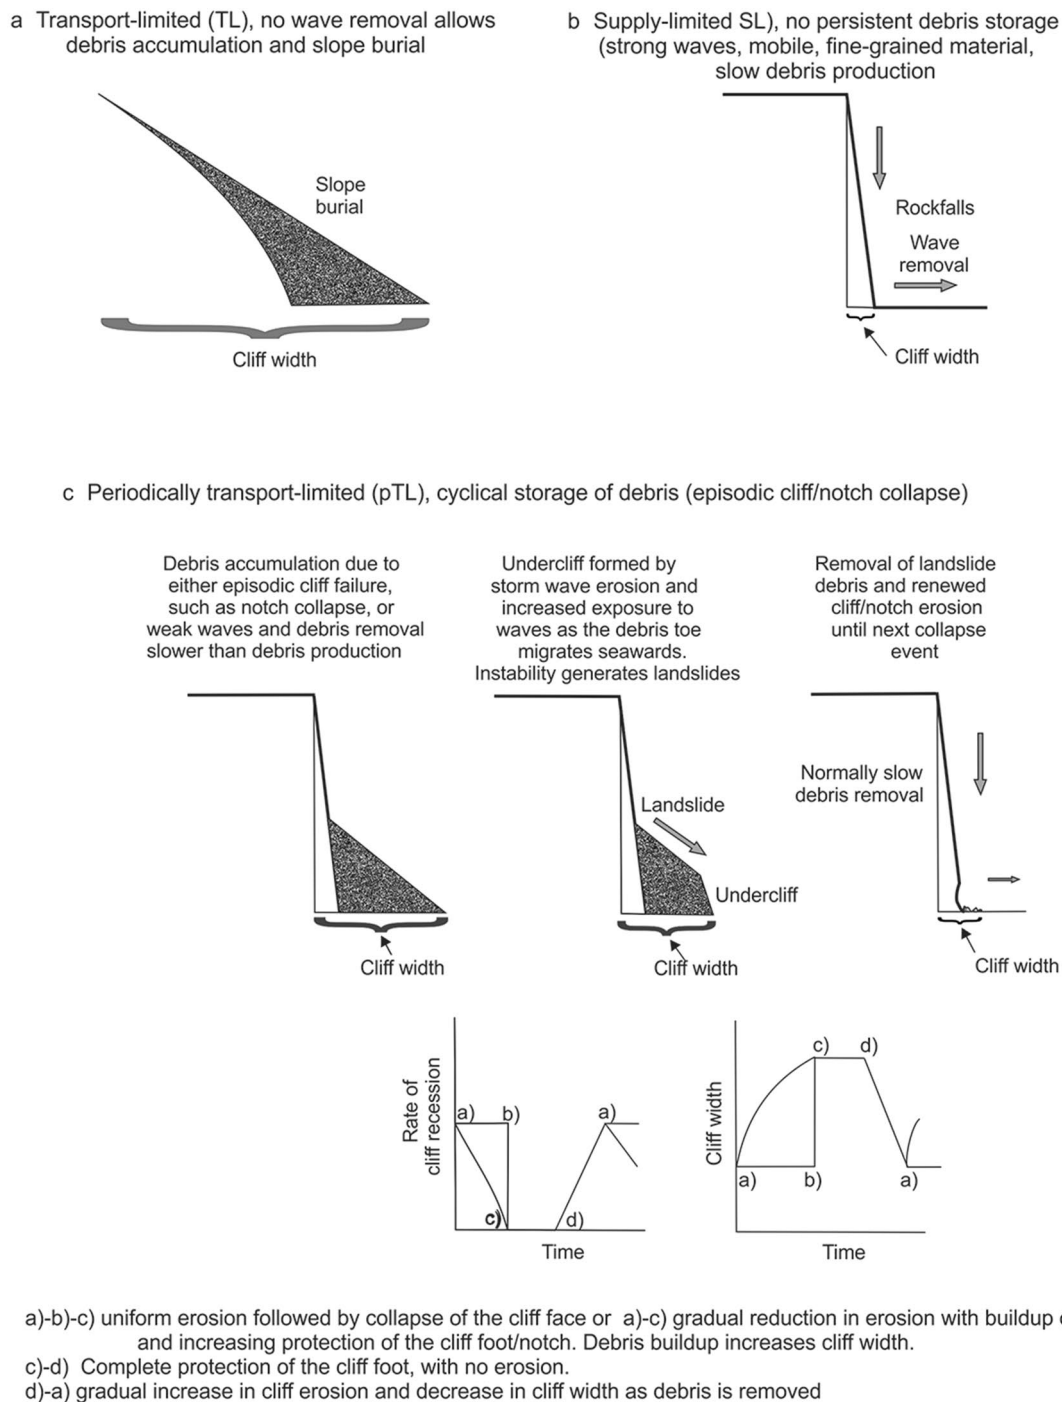 a Transport-limited (TL), no wave removal allows
debris accumulation and slope burial
b Supply-limited SL), no persistent debris storage
(strong waves, mobile, fine-grained material,
slow debris production
Slope
burial
Cliff width
Rockfalls
Wave
removal
Cliff width
c Periodically transport-limited (pTL), cyclical storage of debris (episodic cliff/notch collapse)
Debris accumulation due to
either episodic cliff failure,
such as notch collapse, or
weak waves and debris removal
slower than debris production
Undercliff formed by
storm wave erosion and
increased exposure to
waves as the debris toe
migrates seawards.
Instability generates landslides
Removal of landslide
debris and renewed
cliff/notch erosion
until next collapse
event
Landslide
Undercliff
Normally slow
debris removal
Cliff width
Cliff width
Cliff width
Rate of
cliff recession
a)
b)
c)
d)
a)
Time
Cliff width
a)
b)
c)
d)
a)
Time
a)-b)-c) uniform erosion followed by collapse of the cliff face or a)-c) gradual reduction in erosion with buildup
and increasing protection of the cliff foot/notch. Debris buildup increases cliff width.
c)-d) Complete protection of the cliff foot, with no erosion.
d)-a) gradual increase in cliff erosion and decrease in cliff width as debris is removed